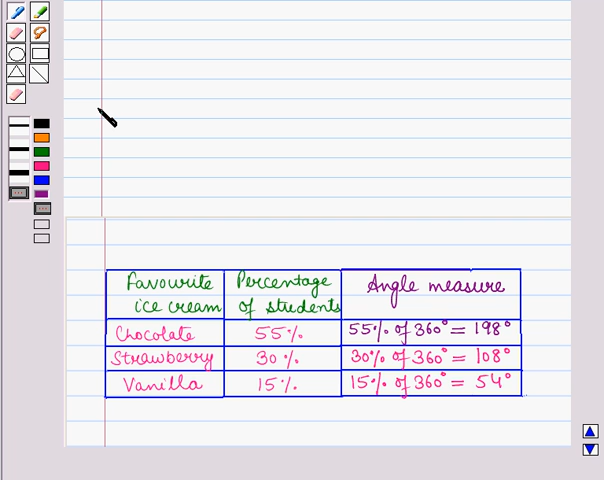 Favourite ice cream Percentage of students Angle measure
Chocolate 55% 55% of 360° = 198°
Strawberry 30% 30% of 360° = 108°
Vanilla 15% 15% of 360° = 54°